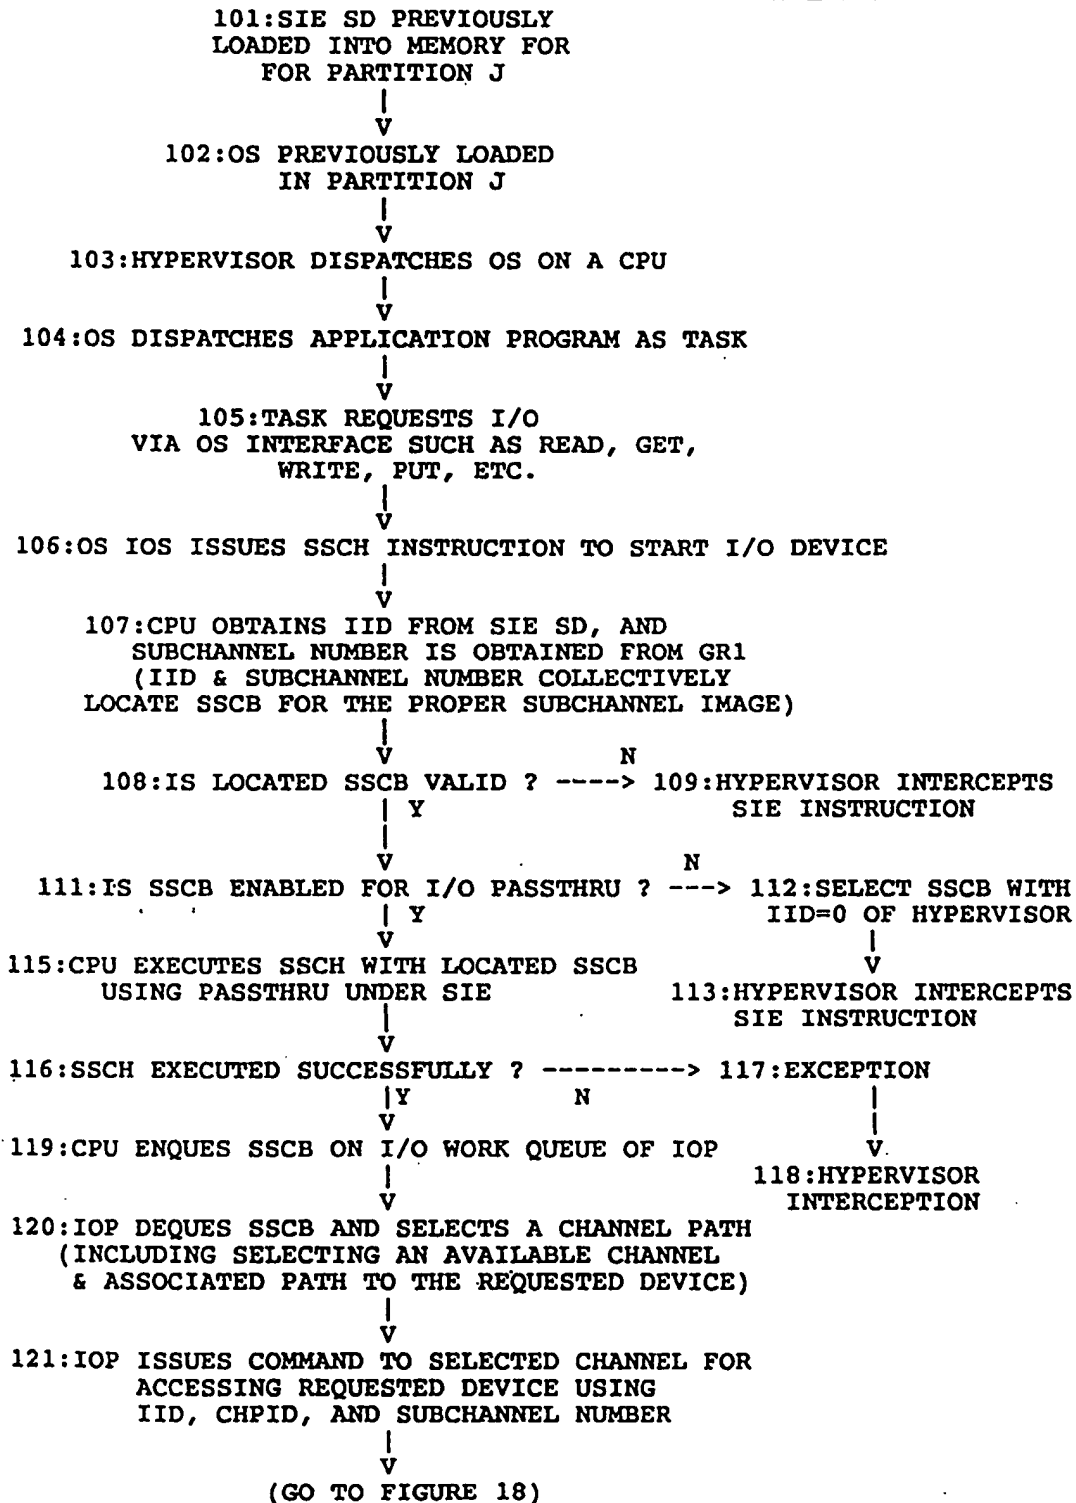 101:SIE SD PREVIOUSLY
LOADED INTO MEMORY FOR
FOR PARTITION J
|
V
102:OS PREVIOUSLY LOADED
IN PARTITION J
|
V
103:HYPERVISOR DISPATCHES OS ON A CPU
|
V
104:OS DISPATCHES APPLICATION PROGRAM AS TASK
|
V
105:TASK REQUESTS I/O
VIA OS INTERFACE SUCH AS READ, GET,
WRITE, PUT, ETC.
|
V
106:OS IOS ISSUES SSCH INSTRUCTION TO START I/O DEVICE
|
V
107:CPU OBTAINS IID FROM SIE SD, AND
SUBCHANNEL NUMBER IS OBTAINED FROM GR1
(IID & SUBCHANNEL NUMBER COLLECTIVELY
LOCATE SSCB FOR THE PROPER SUBCHANNEL IMAGE)
|
V N
108:IS LOCATED SSCB VALID ? ----> 109:HYPERVISOR INTERCEPTS
| Y SIE INSTRUCTION
|
V N
111:IS SSCB ENABLED FOR I/O PASSTHRU ? ---> 112:SELECT SSCB WITH
| Y IID=0 OF HYPERVISOR
V |
115:CPU EXECUTES SSCH WITH LOCATED SSCB V
USING PASSTHRU UNDER SIE 113:HYPERVISOR INTERCEPTS
| SIE INSTRUCTION
V
116:SSCH EXECUTED SUCCESSFULLY ? ---------> 117:EXCEPTION
|Y N |
V |
119:CPU ENQUES SSCB ON I/O WORK QUEUE OF IOP V
| 118:HYPERVISOR
V INTERCEPTION
120:IOP DEQUES SSCB AND SELECTS A CHANNEL PATH
(INCLUDING SELECTING AN AVAILABLE CHANNEL
& ASSOCIATED PATH TO THE REQUESTED DEVICE)
|
V
121:IOP ISSUES COMMAND TO SELECTED CHANNEL FOR
ACCESSING REQUESTED DEVICE USING
IID, CHPID, AND SUBCHANNEL NUMBER
|
V
(GO TO FIGURE 18)